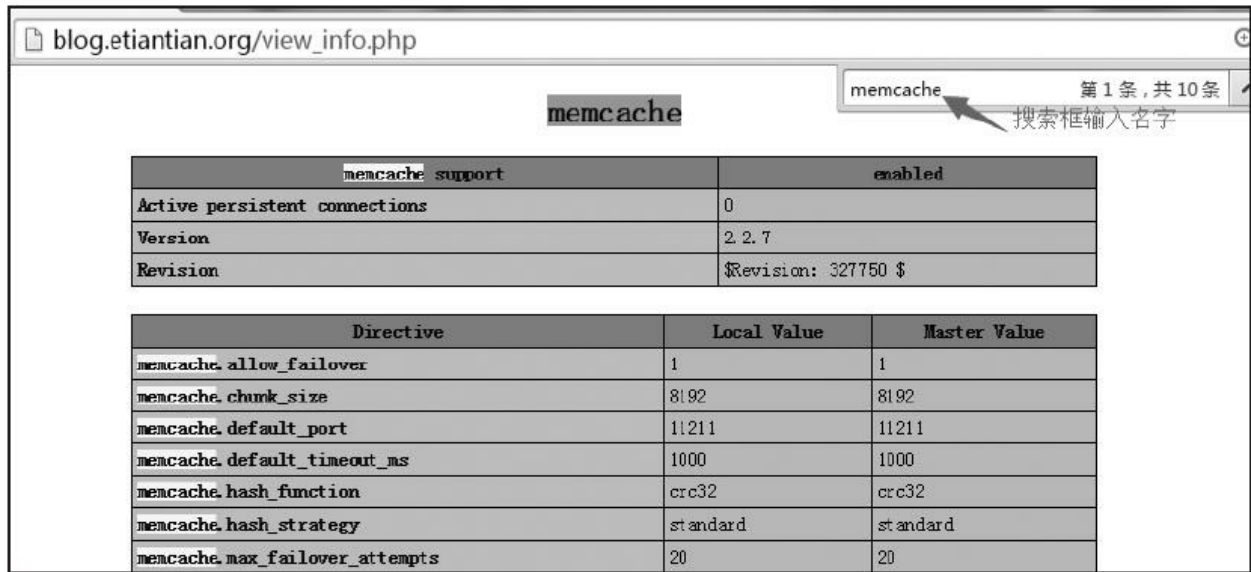 blog.etiantian.org/view_info.php
memcache 第1条,共10条
搜索框输入名字
memcache
memcache support enabled
Active persistent connections 0
Version 2.2.7
Revision $Revision: 327750 $
Directive Local Value Master Value
memcache.allow_failover 1 1
memcache.chunk_size 8192 8192
memcache.default_port 11211 11211
memcache.default_timeout_ms 1000 1000
memcache.hash_function crc32 crc32
memcache.hash_strategy standard standard
memcache.max_failover_attempts 20 20